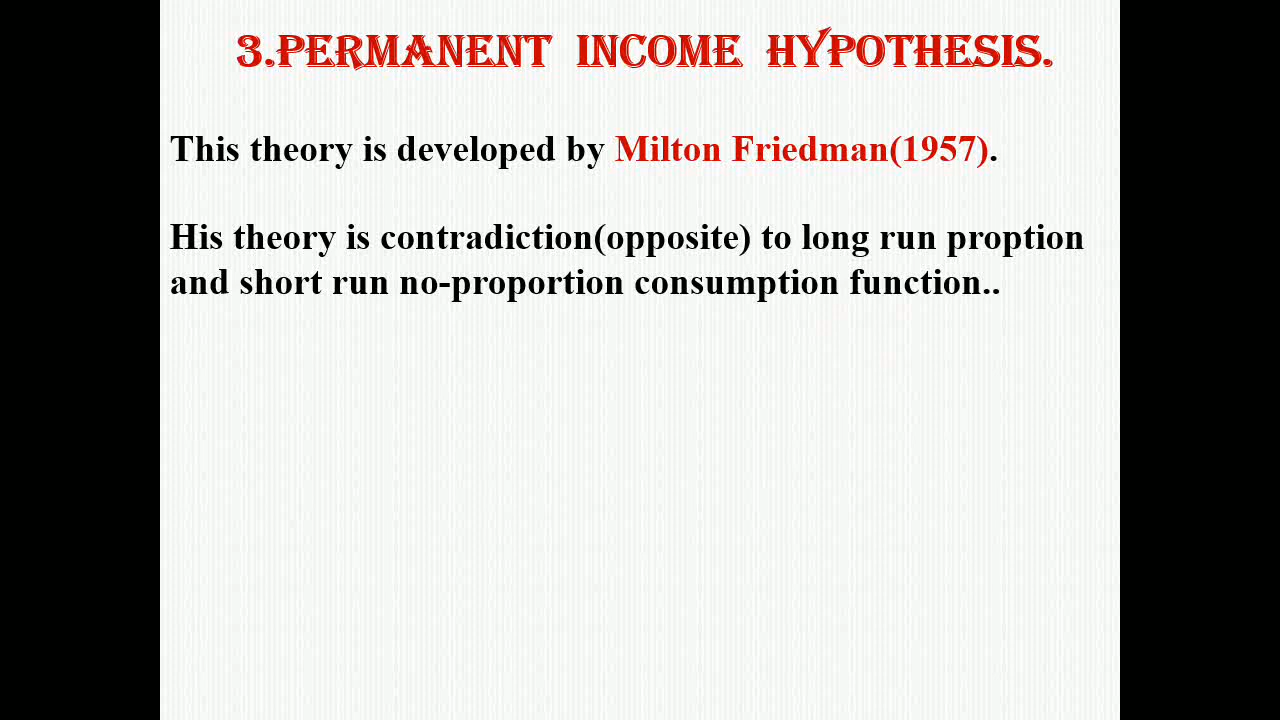 3.PERMANENT INCOME HYPOTHESIS.
This theory is developed by Milton Friedman(1957).
His theory is contradiction(opposite) to long run proption
and short run no-proportion consumption function..